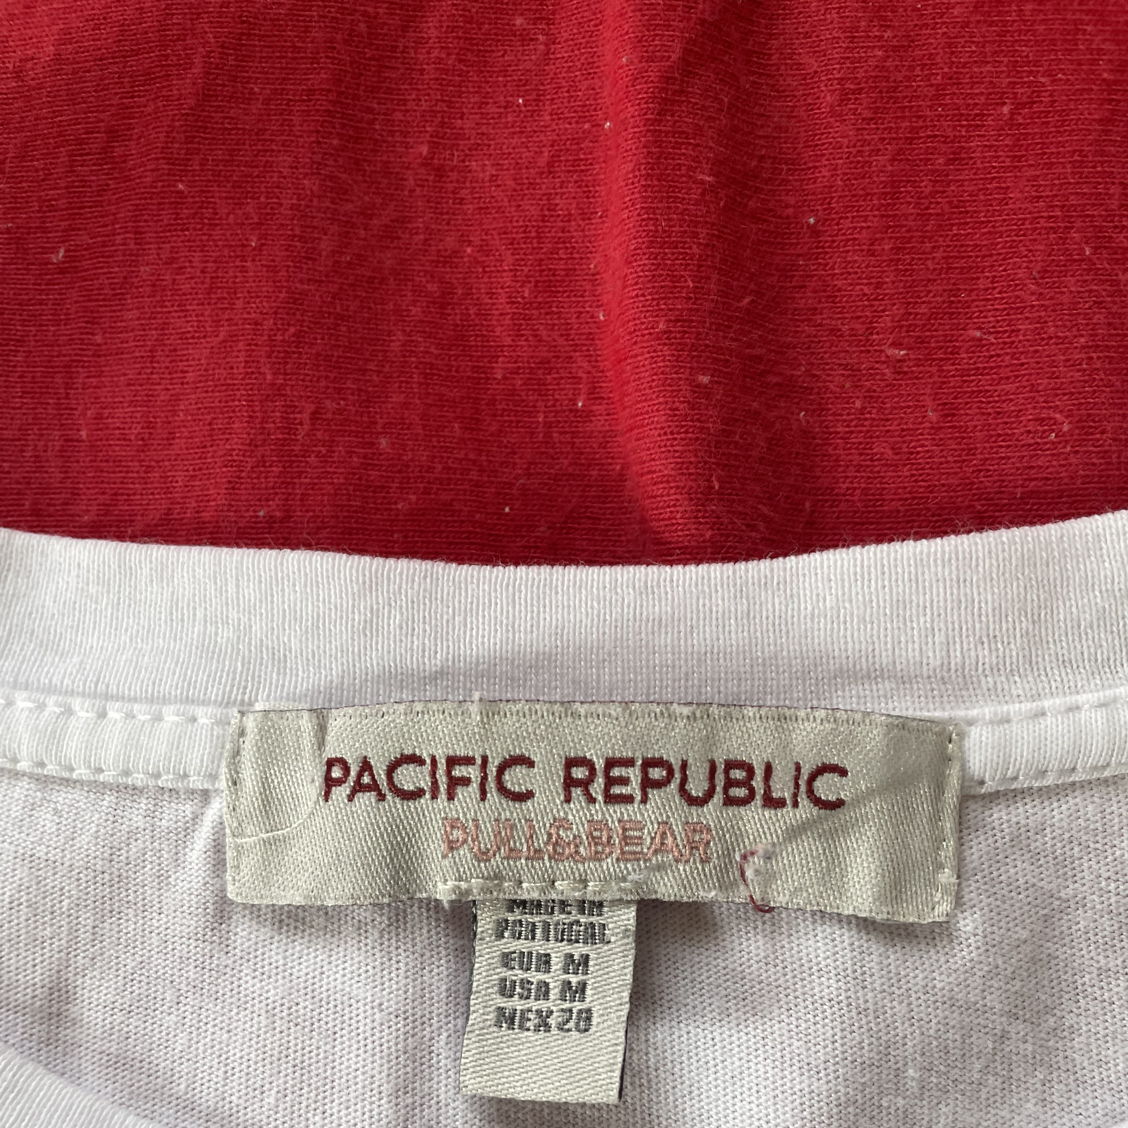 PACIFIC REPUBLIC
PULL&BEAR
MADE IN
PORTUGAL
EUR M
USA M
MEX 28